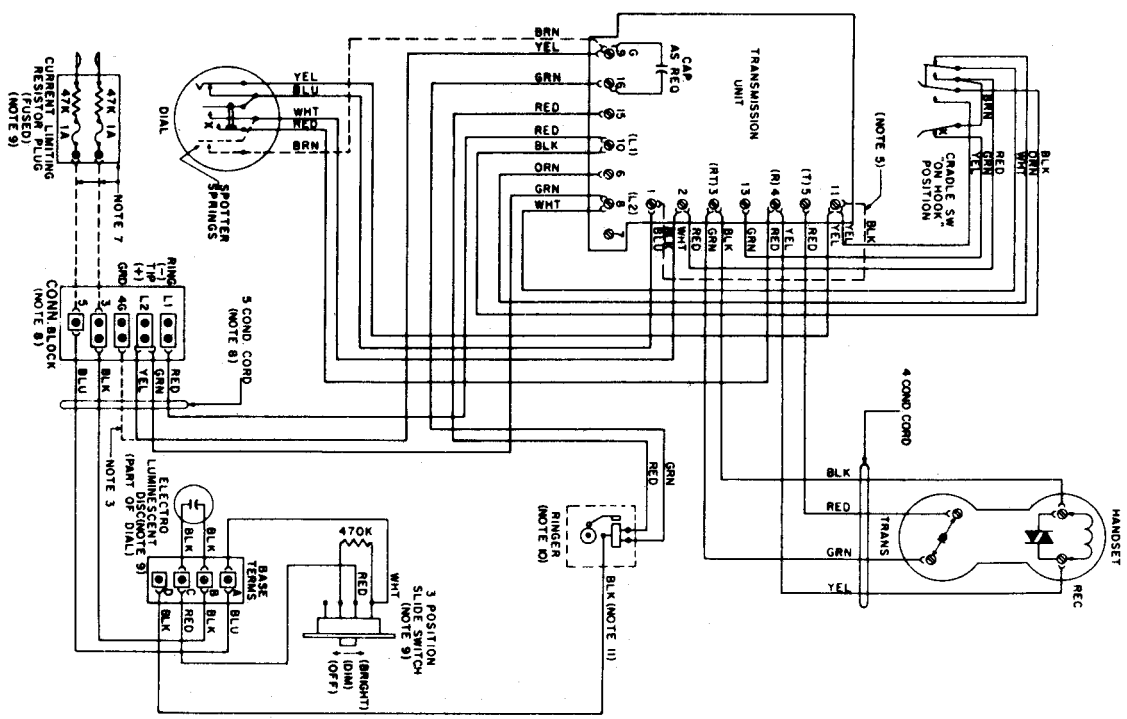 BRN
YEL
GRN
RED
RED
BLK
ORN
GRN
WHT
9
G
16
15
10
(L1)
6
8
(L2)
7
CAP.
AS REQ
TRANSMISSION
UNIT
1
2
(RT)3
13
(R)4
(T)5
11
(NOTE 5)
BLU
BLK
WHT
RED
GRN
BLK
GRN
RED
YEL
RED
YEL
YEL
BLK
BRN
YEL
GRN
RED
WHT
ORN
BLK
CRADLE SW
"ON HOOK"
POSITION
YEL
BLU
WHT
RED
BRN
DIAL
SPOTTER
SPRINGS
47K 1A
47K 1A
CURRENT LIMITING
RESISTOR PLUG
(FUSED)
(NOTE 9)
NOTE 7
RING
(-)
TIP
(+)
GRD
L1
L2
4G
3
5
CONN. BLOCK
(NOTE 8)
RED
GRN
YEL
BLK
BLU
5 COND. CORD
(NOTE 8)
NOTE 3
ELECTRO
LUMINESCENT
DISC(NOTE 9)
(PART OF DIAL)
BLK
BLK
BASE
TERMS
A
B
C
D
BLU
BLK
RED
BLK
470K
RED
WHT
3 POSITION
SLIDE SWITCH
(NOTE 9)
(BRIGHT)
(DIM)
(OFF)
RED
GRN
RINGER
(NOTE 10)
BLK (NOTE 11)
4 COND CORD
BLK
RED
GRN
YEL
TRANS
REC
HANDSET